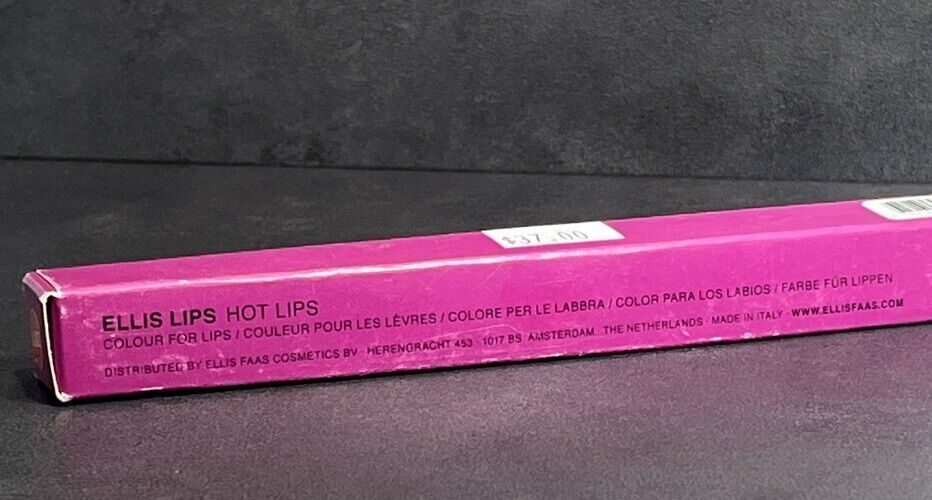 $37.00
ELLIS LIPS HOT LIPS
COLOUR FOR LIPS / COULEUR POUR LES LÈVRES / COLORE PER LE LABBRA / COLOR PARA LOS LABIOS / FARBE FÜR LIPPEN
DISTRIBUTED BY ELLIS FAAS COSMETICS BV · HERENGRACHT 453 · 1017 BS AMSTERDAM · THE NETHERLANDS · MADE IN ITALY · WWW.ELLISFAAS.COM